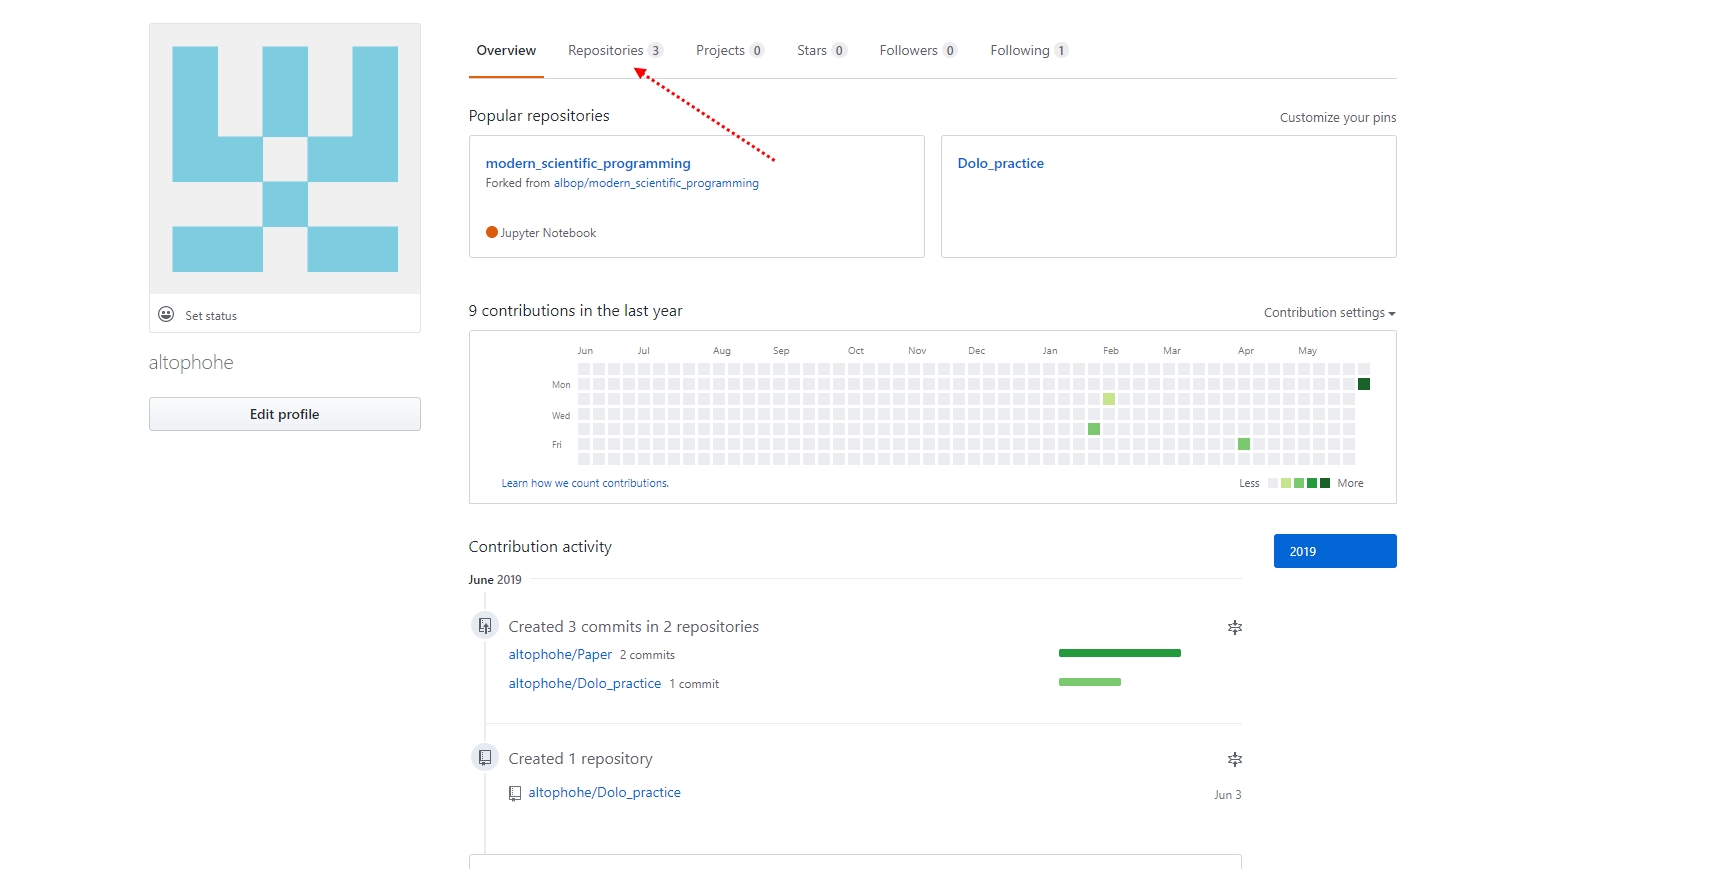 Overview Repositories 3 Projects 0 Stars 0 Followers 0 Following 1
Popular repositories
Customize your pins
modern_scientific_programming
Forked from albop/modern_scientific_programming
Jupyter Notebook
Dolo_practice
Set status
altophohe
Edit profile
9 contributions in the last year
Contribution settings
Jun Jul Aug Sep Oct Nov Dec Jan Feb Mar Apr May
Mon
Wed
Fri
Learn how we count contributions.
Less More
Contribution activity
2019
June 2019
Created 3 commits in 2 repositories
altophohe/Paper 2 commits
altophohe/Dolo_practice 1 commit
Created 1 repository
altophohe/Dolo_practice
Jun 3